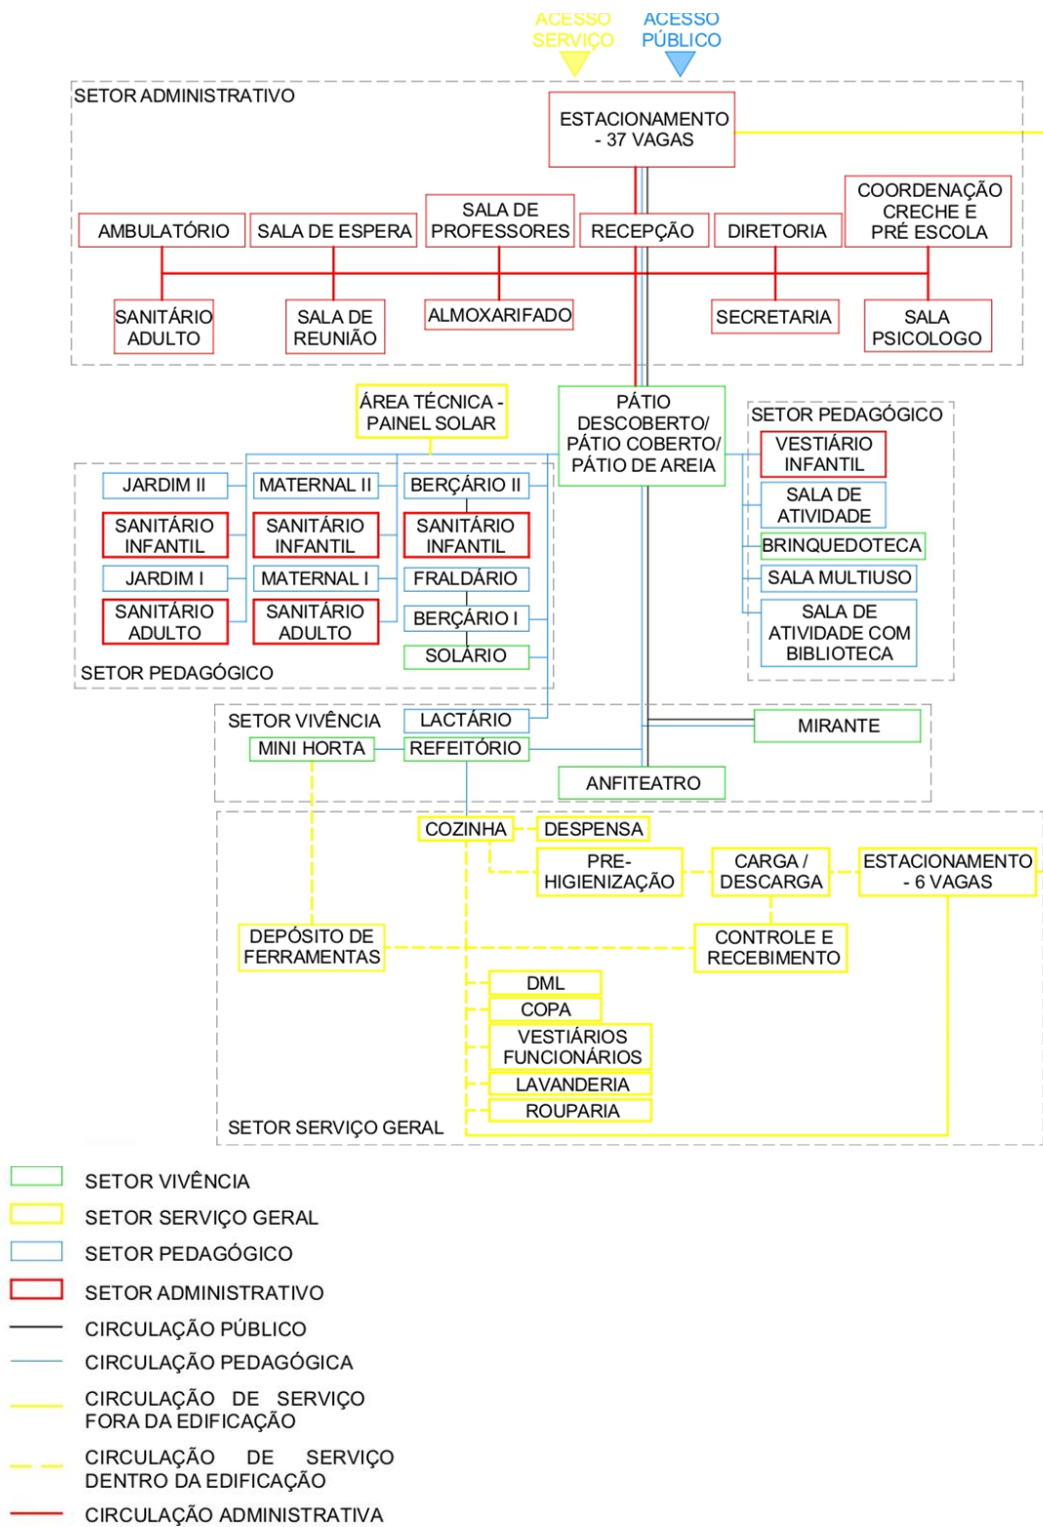 ACESSO
SERVIÇO
ACESSO
PÚBLICO
SETOR ADMINISTRATIVO
ESTACIONAMENTO
- 37 VAGAS
AMBULATÓRIO
SALA DE ESPERA
SALA DE
PROFESSORES
RECEPÇÃO
DIRETORIA
COORDENAÇÃO
CRECHE E
PRÉ ESCOLA
SANITÁRIO
ADULTO
SALA DE
REUNIÃO
ALMOXARIFADO
SECRETARIA
SALA
PSICOLOGO
ÁREA TÉCNICA -
PAINEL SOLAR
PÁTIO
DESCOBERTO/
PÁTIO COBERTO/
PÁTIO DE AREIA
SETOR PEDAGÓGICO
VESTIÁRIO
INFANTIL
SALA DE
ATIVIDADE
BRINQUEDOTECA
SALA MULTIUSO
SALA DE
ATIVIDADE COM
BIBLIOTECA
JARDIM II
MATERNAL II
BERÇÁRIO II
SANITÁRIO
INFANTIL
SANITÁRIO
INFANTIL
SANITÁRIO
INFANTIL
JARDIM I
MATERNAL I
FRALDÁRIO
SANITÁRIO
ADULTO
SANITÁRIO
ADULTO
BERÇÁRIO I
SOLÁRIO
SETOR PEDAGÓGICO
SETOR VIVÊNCIA
LACTÁRIO
MIRANTE
MINI HORTA
REFEITÓRIO
ANFITEATRO
COZINHA
DESPENSA
PRE-
HIGIENIZAÇÃO
CARGA /
DESCARGA
ESTACIONAMENTO
- 6 VAGAS
DEPÓSITO DE
FERRAMENTAS
CONTROLE E
RECEBIMENTO
DML
COPA
VESTIÁRIOS
FUNCIONÁRIOS
LAVANDERIA
ROUPARIA
SETOR SERVIÇO GERAL
SETOR VIVÊNCIA
SETOR SERVIÇO GERAL
SETOR PEDAGÓGICO
SETOR ADMINISTRATIVO
CIRCULAÇÃO PÚBLICO
CIRCULAÇÃO PEDAGÓGICA
CIRCULAÇÃO DE SERVIÇO
FORA DA EDIFICAÇÃO
CIRCULAÇÃO DE SERVIÇO
DENTRO DA EDIFICAÇÃO
CIRCULAÇÃO ADMINISTRATIVA